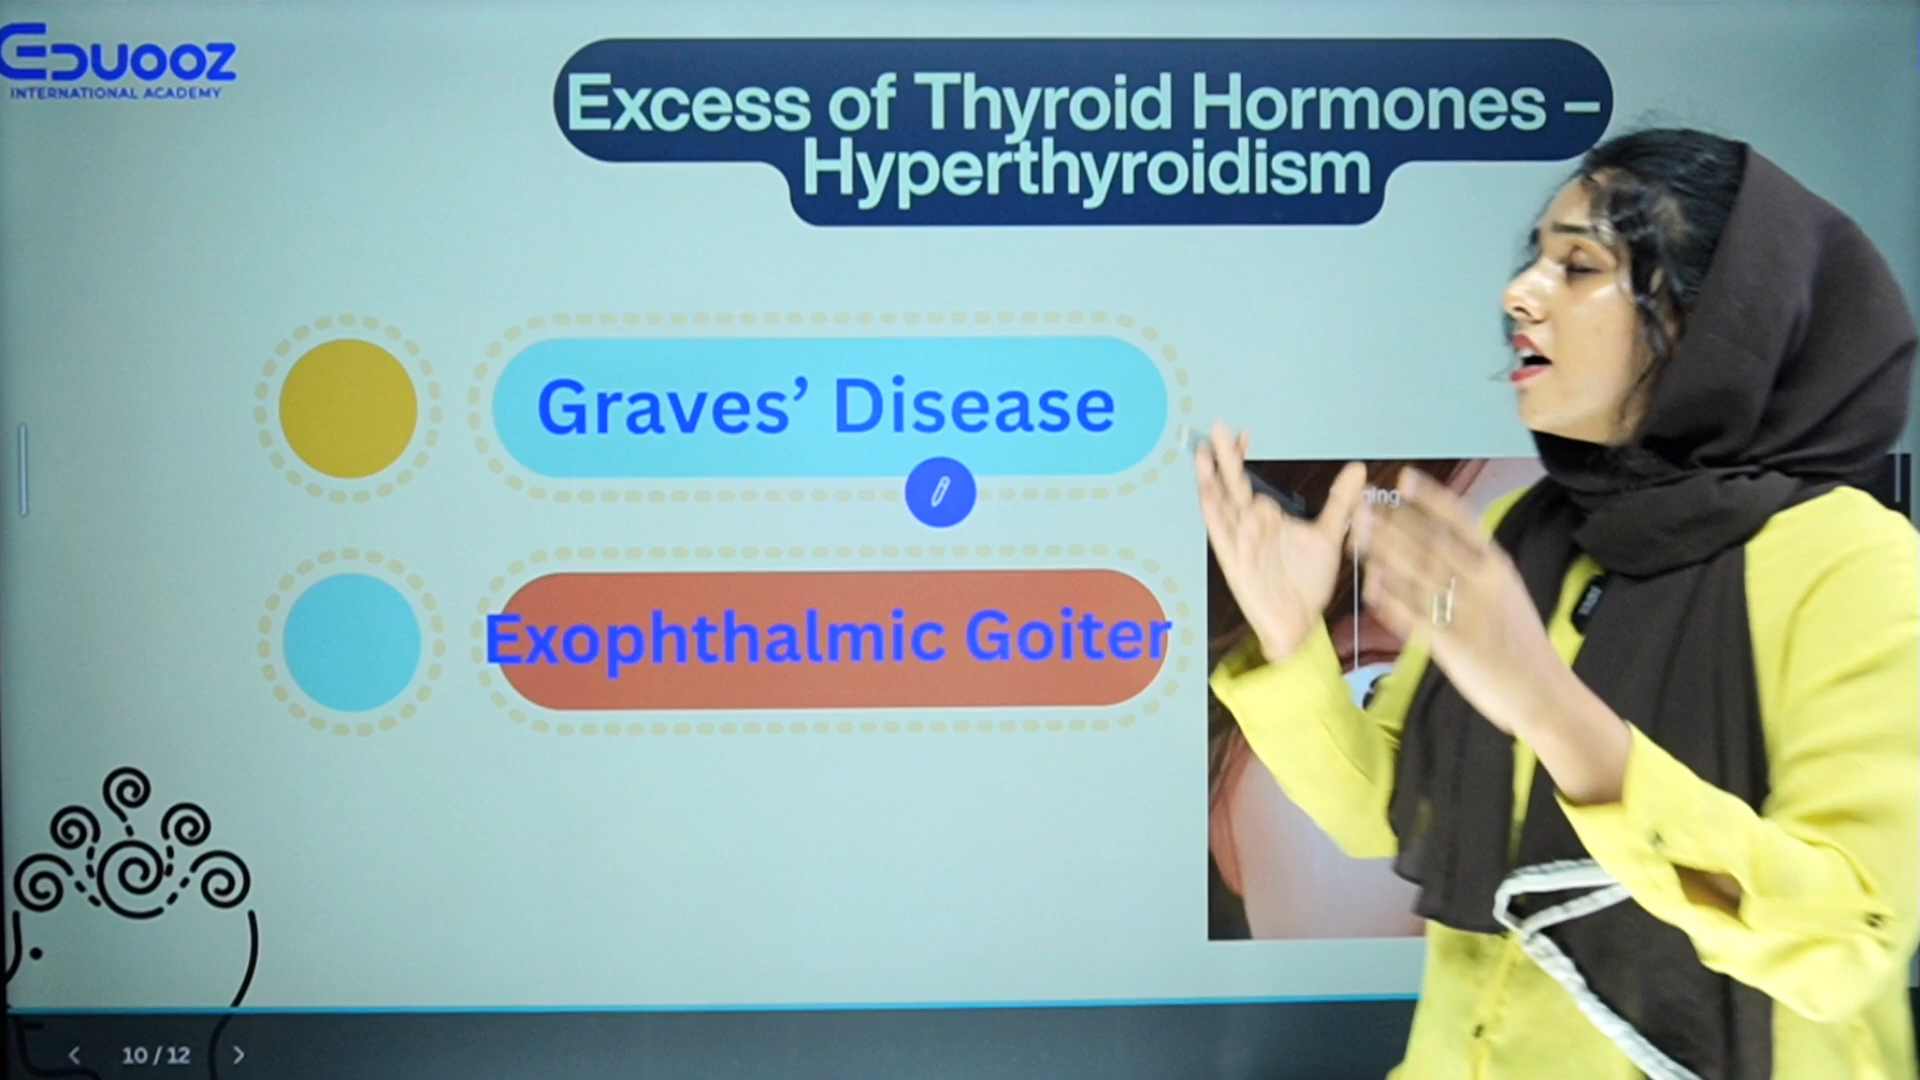 EDUOOZ
INTERNATIONAL ACADEMY
Excess of Thyroid Hormones –
Hyperthyroidism
Graves’ Disease
Exophthalmic Goiter
10 / 12